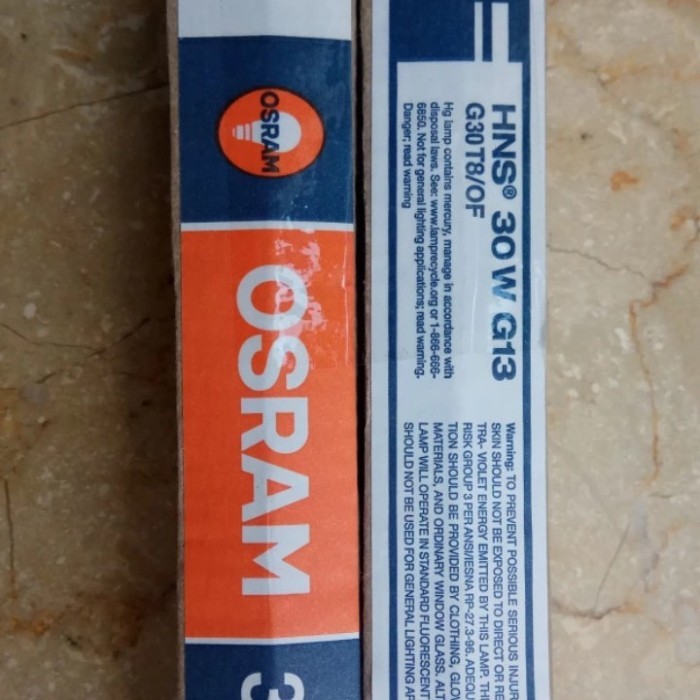 OSRAM
OSRAM
3
HNS® 30 W G13
G30T8/OF
Hg lamp contains mercury, manage in accordance with
disposal laws. See: www.lamprecycle.org or 1-866-666-
6850. Not for general lighting applications; read warning.
Danger; read warning
Warning: TO PREVENT POSSIBLE SERIOUS INJUR
SKIN SHOULD NOT BE EXPOSED TO DIRECT OR RE
TRA- VIOLET ENERGY EMITTED BY THIS LAMP. TH
RISK GROUP 3 PER ANSI/IESNA RP-27.3-96. ADEQU
TION SHOULD BE PROVIDED BY CLOTHING, GLOV
MATERIALS, AND ORDINARY WINDOW GLASS. ALT
LAMP WILL OPERATE IN STANDARD FLUORESCENT
SHOULD NOT BE USED FOR GENERAL LIGHTING AP